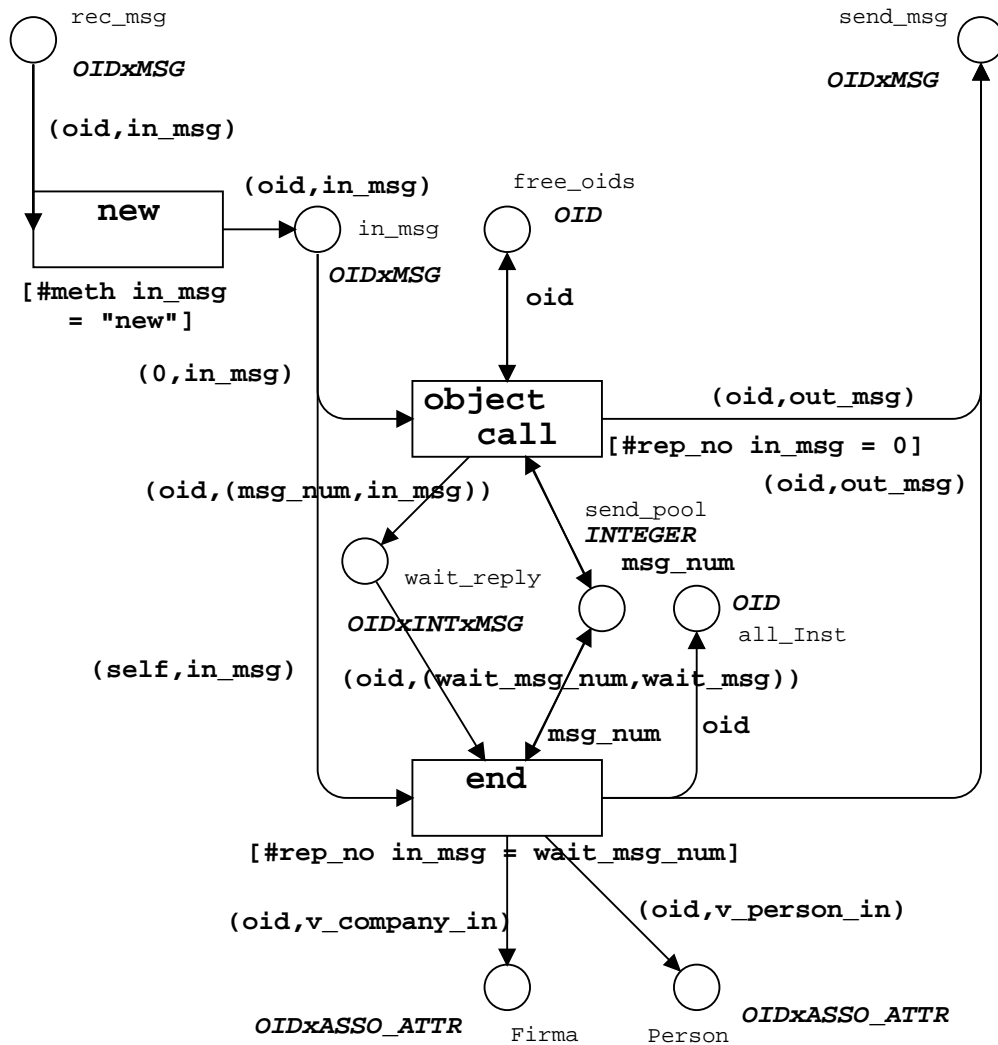 rec_msg
send_msg
OIDxMSG
OIDxMSG
(oid,in_msg)
(oid,in_msg)
free_oids
new
OID
in_msg
OIDxMSG
[#meth in_msg
= "new"]
oid
(0,in_msg)
object
call
(oid,out_msg)
[#rep_no in_msg = 0]
(oid,(msg_num,in_msg))
(oid,out_msg)
send_pool
INTEGER
msg_num
wait_reply
OID
OIDxINTxMSG
all_Inst
(self,in_msg)
(oid,(wait_msg_num,wait_msg))
msg_num
oid
end
[#rep_no in_msg = wait_msg_num]
(oid,v_company_in)
(oid,v_person_in)
OIDxASSO_ATTR
Firma
Person
OIDxASSO_ATTR